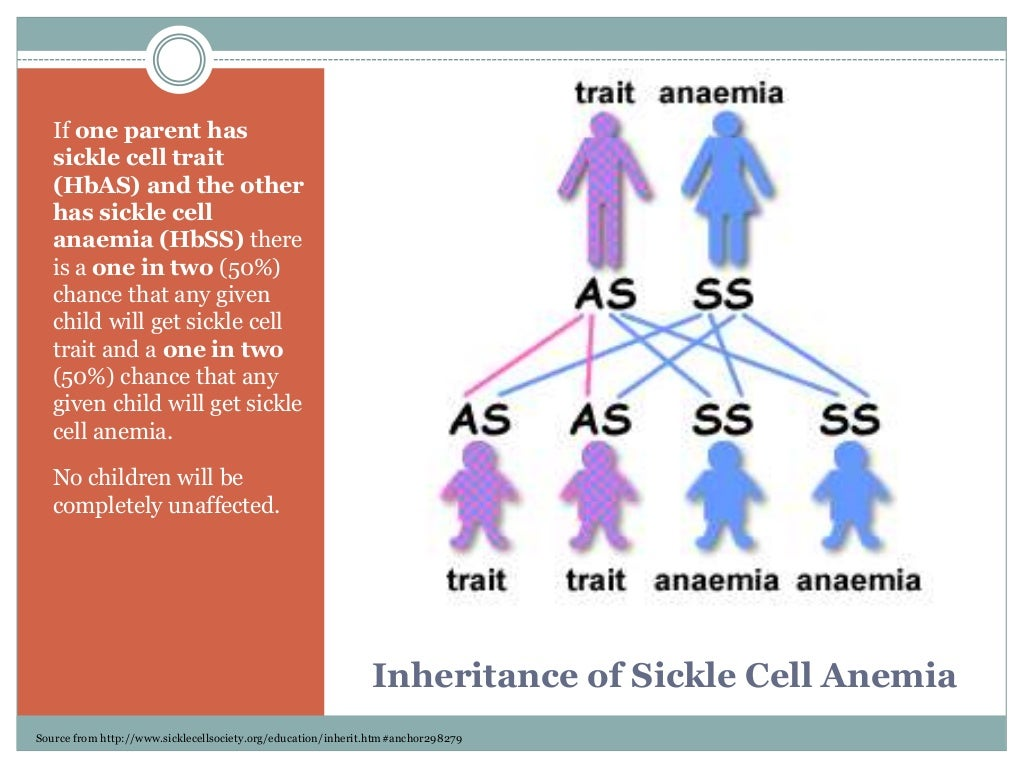 If one parent has
sickle cell trait
(HbAS) and the other
has sickle cell
anaemia (HbSS) there
is a one in two (50%)
chance that any given
child will get sickle cell
trait and a one in two
(50%) chance that any
given child will get sickle
cell anemia.
No children will be
completely unaffected.
trait anaemia
AS SS
AS AS SS SS
trait trait anaemia anaemia
Inheritance of Sickle Cell Anemia
Source from http://www.sicklecellsociety.org/education/inherit.htm#anchor298279